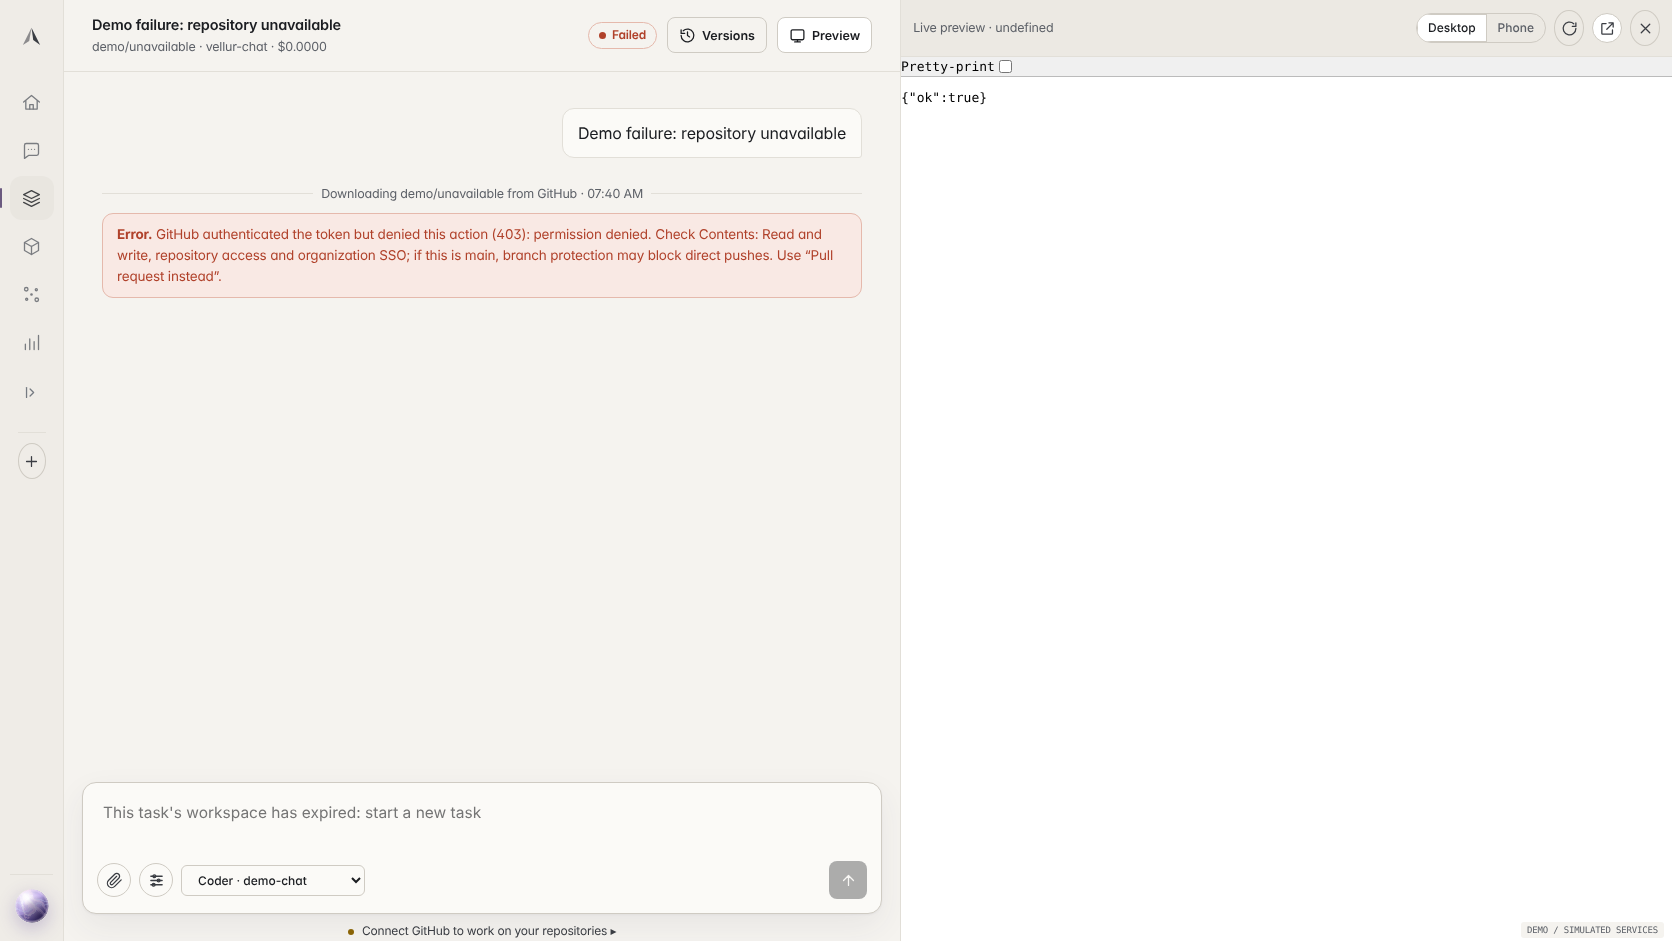 Demo failure: repository unavailable
demo/unavailable · vellur-chat · $0.0000
Failed
Versions
Preview
Demo failure: repository unavailable
Downloading demo/unavailable from GitHub · 07:40 AM
Error. GitHub authenticated the token but denied this action (403): permission denied. Check Contents: Read and
write, repository access and organization SSO; if this is main, branch protection may block direct pushes. Use “Pull
request instead”.
This task's workspace has expired: start a new task
Coder · demo-chat
Connect GitHub to work on your repositories ▸
Live preview · undefined
Desktop
Phone
Pretty-print
{"ok":true}
DEMO / SIMULATED SERVICES